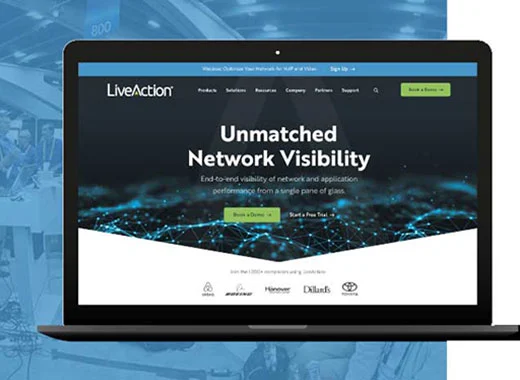 800
Webinar: Optimize Your Network for VoIP and Video Sign Up →
LiveAction
Products Solutions Resources Company Partners Support Book a Demo →
Unmatched
Network Visibility
End-to-end visibility of network and application
performance from a single pane of glass.
Book a Demo → Start a Free Trial →
Join the 1,000+ companies using LiveAction
airbnb BOEING Hanover Dillard's TOYOTA